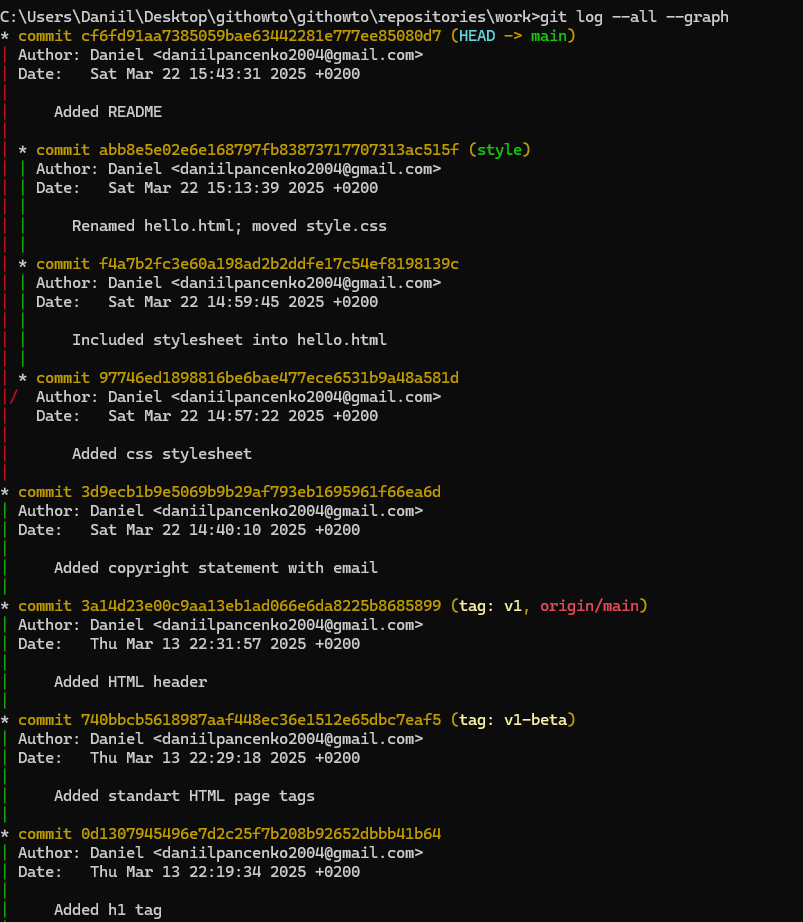 C:\Users\Daniil\Desktop\githowto\githowto\repositories\work>git log --all --graph
* commit cf6fd91aa7385059bae63442281e777ee85080d7 (HEAD -> main)
| Author: Daniel <daniilpancenko2004@gmail.com>
| Date:   Sat Mar 22 15:43:31 2025 +0200
|
|     Added README
|
| * commit abb8e5e02e6e168797fb83873717707313ac515f (style)
| | Author: Daniel <daniilpancenko2004@gmail.com>
| | Date:   Sat Mar 22 15:13:39 2025 +0200
| |
| |     Renamed hello.html; moved style.css
| |
| * commit f4a7b2fc3e60a198ad2b2ddfe17c54ef8198139c
| | Author: Daniel <daniilpancenko2004@gmail.com>
| | Date:   Sat Mar 22 14:59:45 2025 +0200
| |
| |     Included stylesheet into hello.html
| |
| * commit 97746ed1898816be6bae477ece6531b9a48a581d
|/  Author: Daniel <daniilpancenko2004@gmail.com>
|   Date:   Sat Mar 22 14:57:22 2025 +0200
|
|       Added css stylesheet
|
* commit 3d9ecb1b9e5069b9b29af793eb1695961f66ea6d
| Author: Daniel <daniilpancenko2004@gmail.com>
| Date:   Sat Mar 22 14:40:10 2025 +0200
|
|     Added copyright statement with email
|
* commit 3a14d23e00c9aa13eb1ad066e6da8225b8685899 (tag: v1, origin/main)
| Author: Daniel <daniilpancenko2004@gmail.com>
| Date:   Thu Mar 13 22:31:57 2025 +0200
|
|     Added HTML header
|
* commit 740bbcb5618987aaf448ec36e1512e65dbc7eaf5 (tag: v1-beta)
| Author: Daniel <daniilpancenko2004@gmail.com>
| Date:   Thu Mar 13 22:29:18 2025 +0200
|
|     Added standart HTML page tags
|
* commit 0d1307945496e7d2c25f7b208b92652dbbb41b64
| Author: Daniel <daniilpancenko2004@gmail.com>
| Date:   Thu Mar 13 22:19:34 2025 +0200
|
|     Added h1 tag